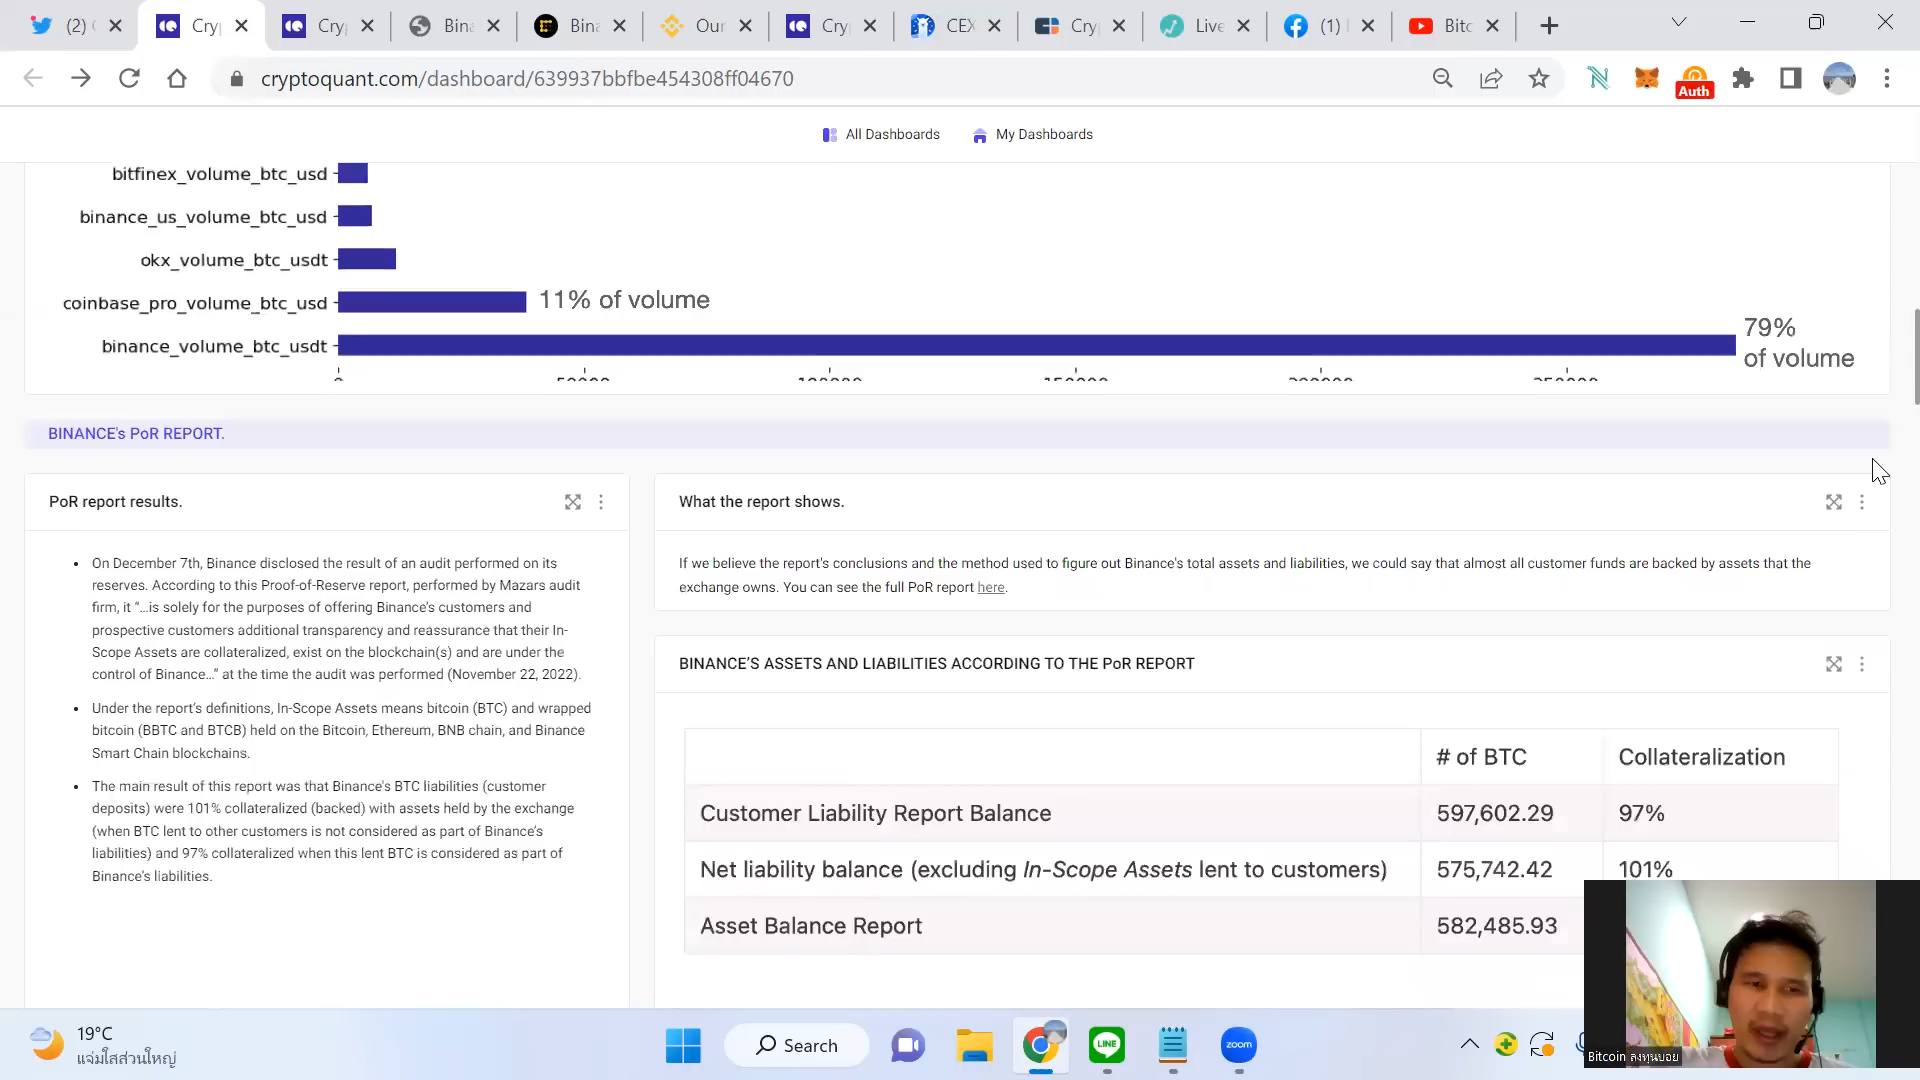 (2)
Cry
Cry
Bina
Bina
Our
Cry
CEX
Cry
Live
(1)
Bitc
cryptoquant.com/dashboard/639937bbfbe454308ff04670
Auth
All Dashboards
My Dashboards
bitfinex_volume_btc_usd
binance_us_volume_btc_usd
okx_volume_btc_usdt
coinbase_pro_volume_btc_usd
11% of volume
binance_volume_btc_usdt
79%
of volume
BINANCE's PoR REPORT.
PoR report results.
• On December 7th, Binance disclosed the result of an audit performed on its
reserves. According to this Proof-of-Reserve report, performed by Mazars audit
firm, it “…is solely for the purposes of offering Binance’s customers and
prospective customers additional transparency and reassurance that their In-
Scope Assets are collateralized, exist on the blockchain(s) and are under the
control of Binance…” at the time the audit was performed (November 22, 2022).
• Under the report’s definitions, In-Scope Assets means bitcoin (BTC) and wrapped
bitcoin (BBTC and BTCB) held on the Bitcoin, Ethereum, BNB chain, and Binance
Smart Chain blockchains.
• The main result of this report was that Binance's BTC liabilities (customer
deposits) were 101% collateralized (backed) with assets held by the exchange
(when BTC lent to other customers is not considered as part of Binance’s
liabilities) and 97% collateralized when this lent BTC is considered as part of
Binance’s liabilities.
What the report shows.
If we believe the report's conclusions and the method used to figure out Binance's total assets and liabilities, we could say that almost all customer funds are backed by assets that the
exchange owns. You can see the full PoR report here.
BINANCE’S ASSETS AND LIABILITIES ACCORDING TO THE PoR REPORT
# of BTC Collateralization
Customer Liability Report Balance 597,602.29 97%
Net liability balance (excluding In-Scope Assets lent to customers) 575,742.42 101%
Asset Balance Report 582,485.93
Bitcoin ลงทุนบอย
19°C
แจ่มใสส่วนใหญ่
Search
LINE
zoom